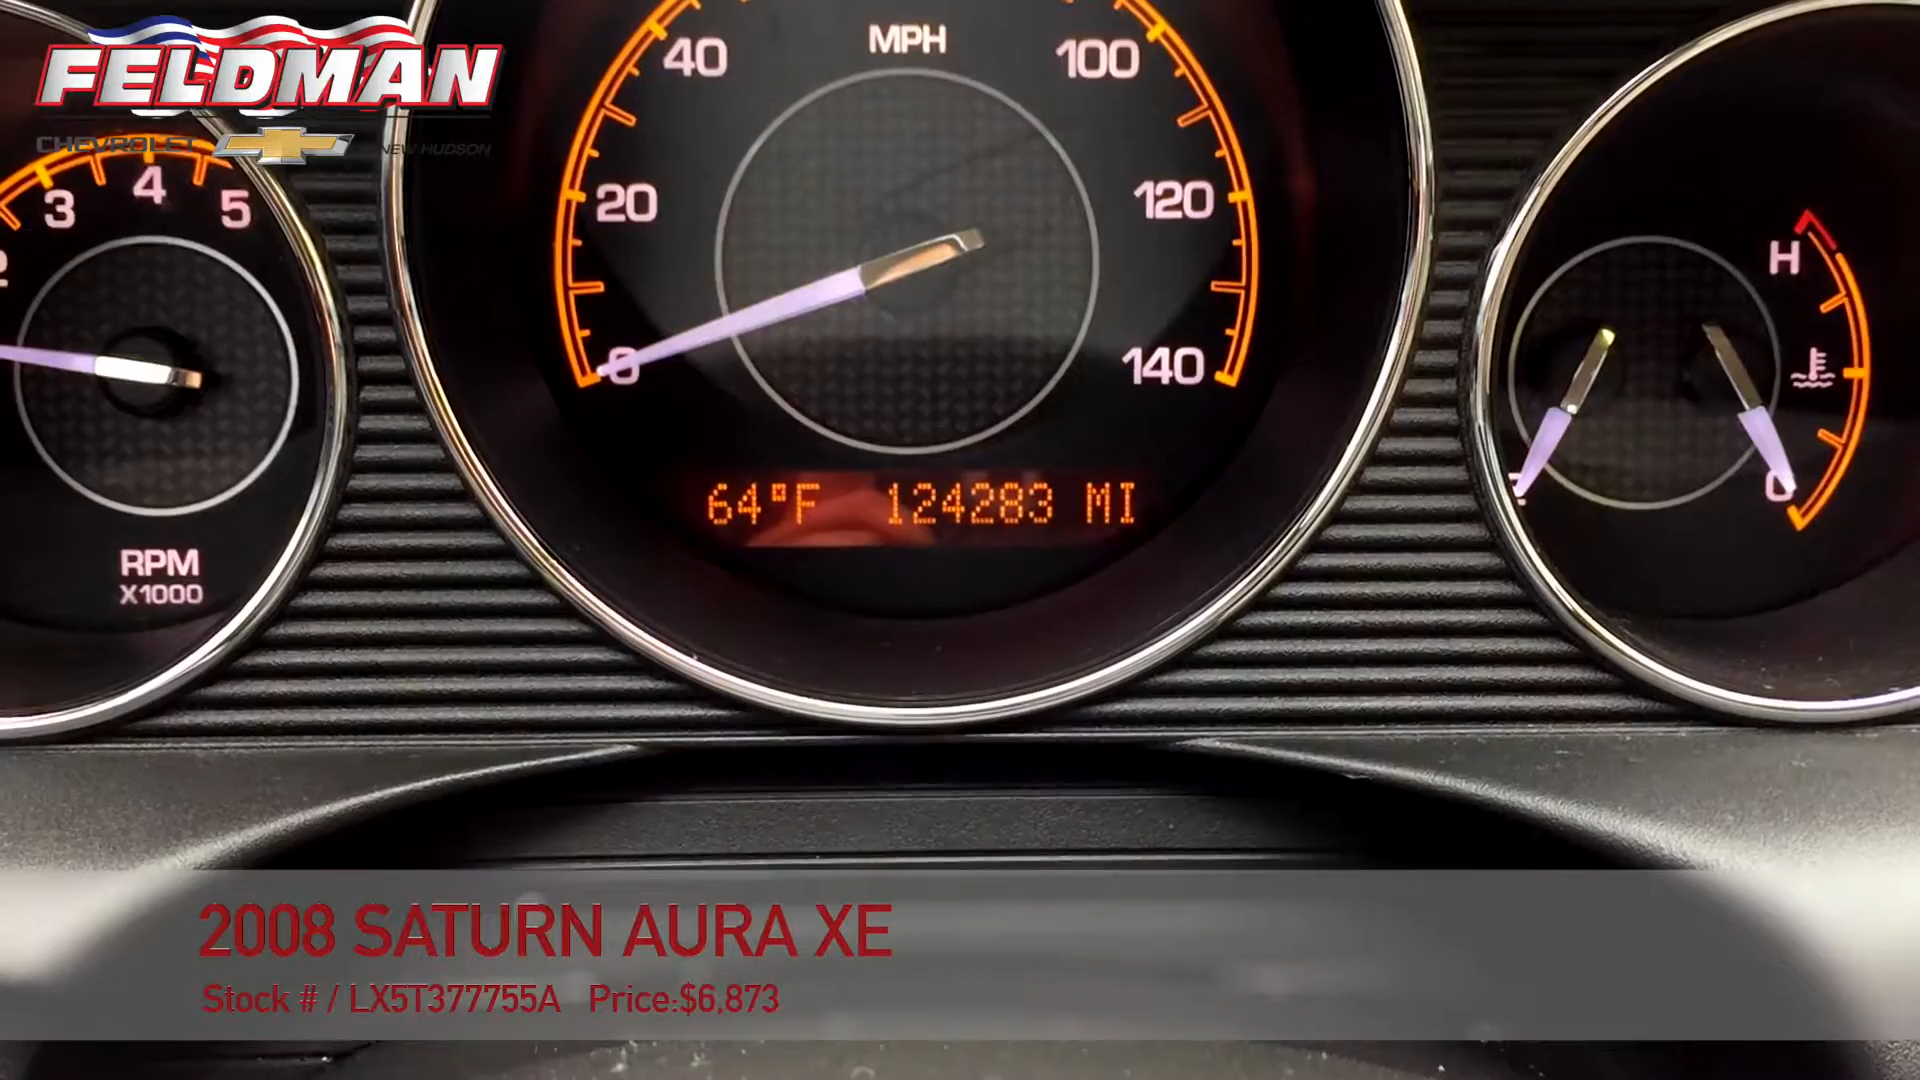 FELDMAN
CHEVROLET NEW HUDSON
40 MPH 100
20 120
0 140
2 3 4 5
RPM
X1000
H
64°F 124283 MI
2008 SATURN AURA XE
Stock # / LX5T377755A Price:$6,873